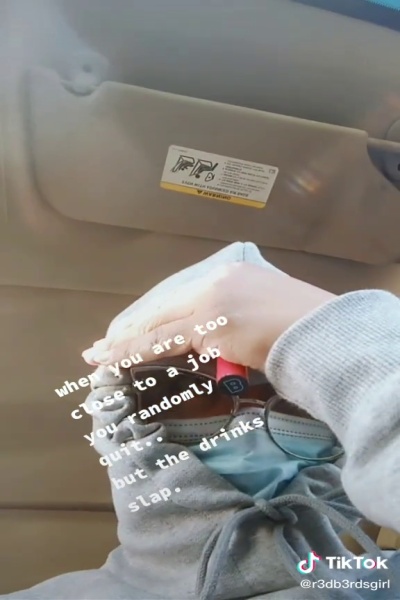 when you are too
close to a job
you randomly
quit..
but the drinks
slap.
TikTok
@r3db3rdsgirl